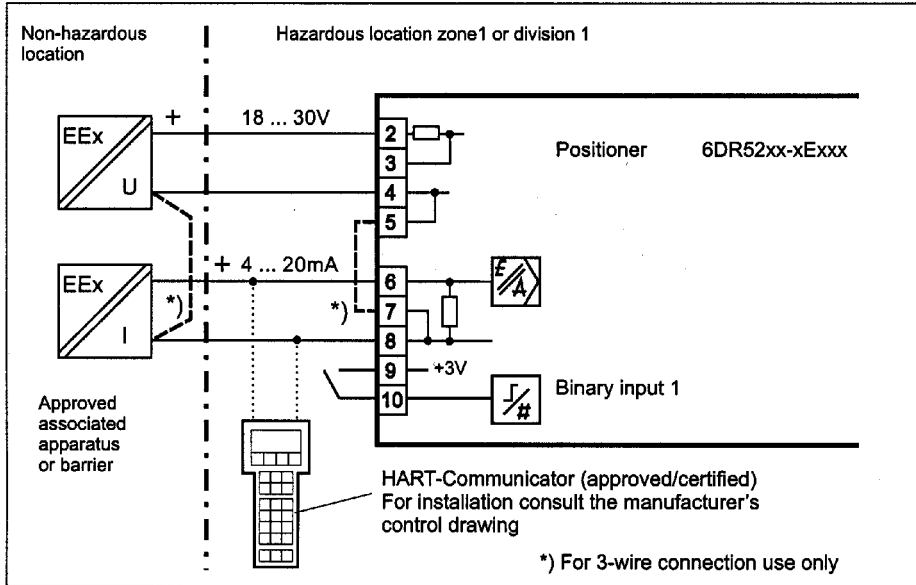 Non-hazardous
location
Hazardous location zone1 or division 1
EEx
U
+
18 ... 30V
2
3
4
5
Positioner 6DR52xx-xExxx
EEx
I
*)
+ 4 ... 20mA
*)
6
7
8
9
10
+3V
A
#
Binary input 1
Approved
associated
apparatus
or barrier
HART-Communicator (approved/certified)
For installation consult the manufacturer's
control drawing
*) For 3-wire connection use only